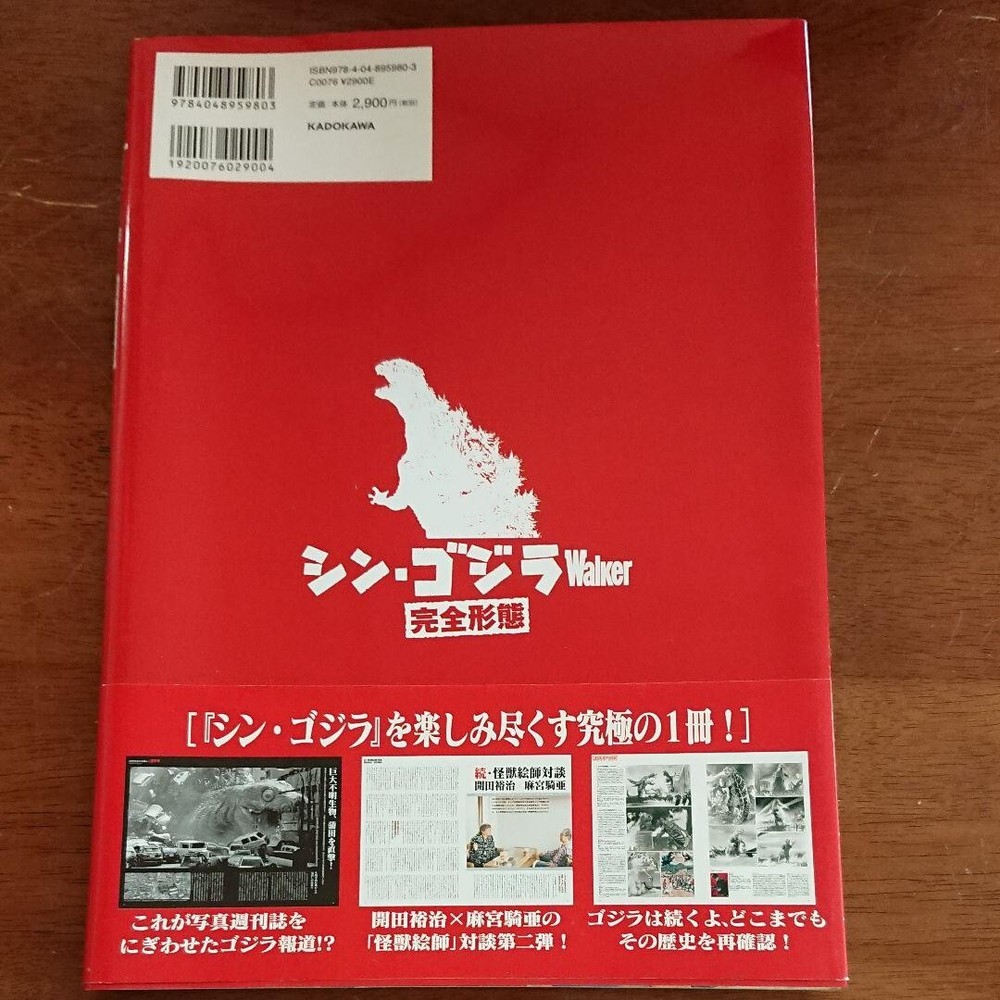 ISBN978-4-04-895980-3
C0076 ¥2900E
定価 本体 2,900円(税別)
KADOKAWA
9784048959803
1920076029004
シン・ゴジラWalker
完全形態
[『シン・ゴジラ』を楽しみ尽くす究極の1冊!]
巨大不明生物、蒲田を直撃!
続・怪獣絵師対談
開田裕治 麻宮騎亜
これが写真週刊誌を
にぎわせたゴジラ報道!?
開田裕治×麻宮騎亜の
「怪獣絵師」対談第二弾!
ゴジラは続くよ、どこまでも
その歴史を再確認!